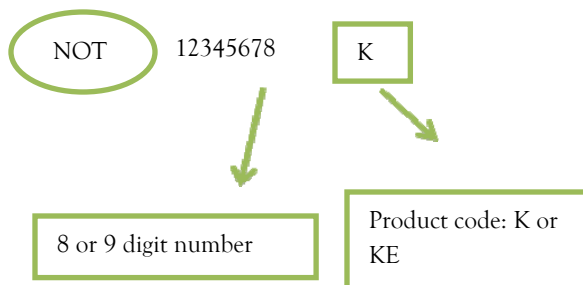 NOT 12345678 K
8 or 9 digit number
Product code: K or
KE